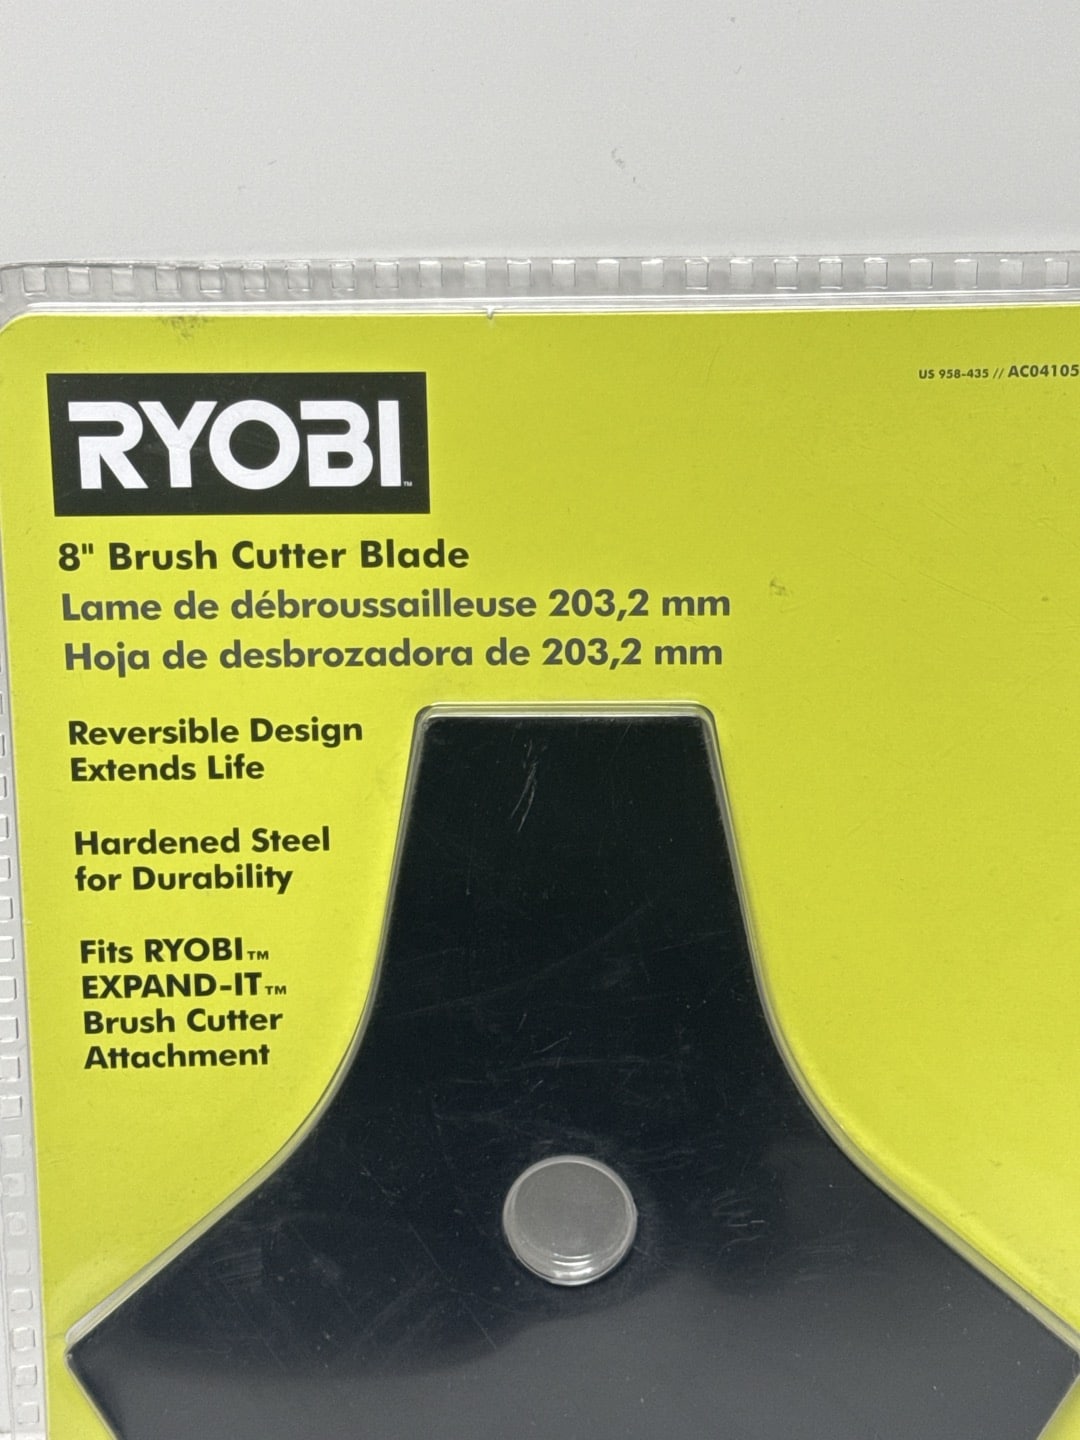 US 958-435 // AC04105
RYOBI™
8" Brush Cutter Blade
Lame de débroussailleuse 203,2 mm
Hoja de desbrozadora de 203,2 mm
Reversible Design
Extends Life
Hardened Steel
for Durability
Fits RYOBI™
EXPAND-IT™
Brush Cutter
Attachment